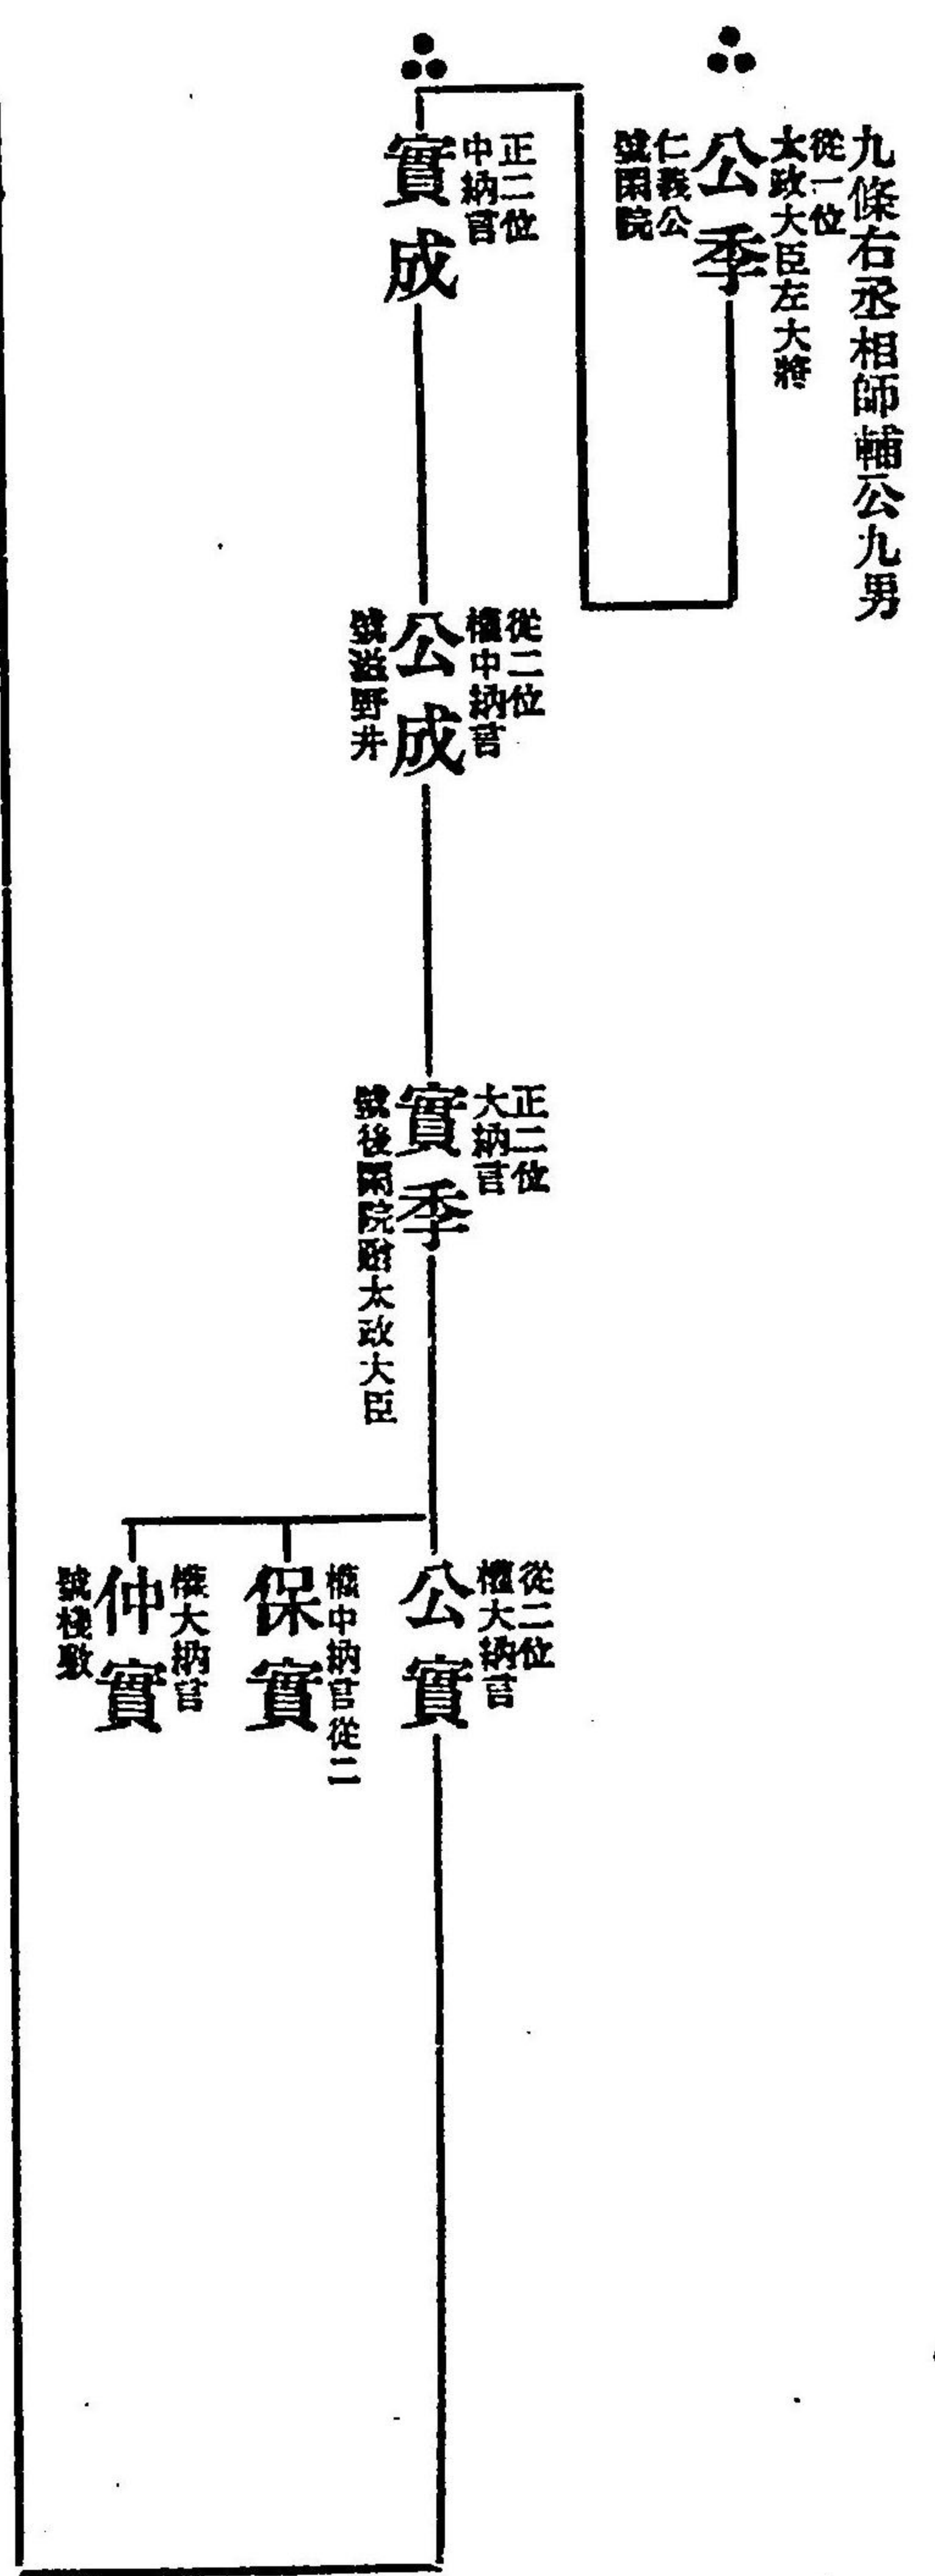 九條右丞相師輔公九男
從一位
太政大臣左大將
公季
仁義公
號閑院
正二位
中納言
實成
從二位
權中納言
公成
號滋野井
正二位
大納言
實季
號後閑院贈太政大臣
從二位
權大納言
公實
權中納言從二
保實
權大納言
仲實
號棧敷